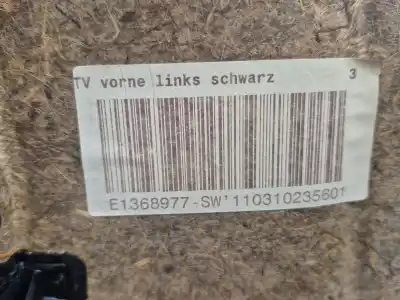 TV vorne links schwarz 3
E1368977-SW'110310235601